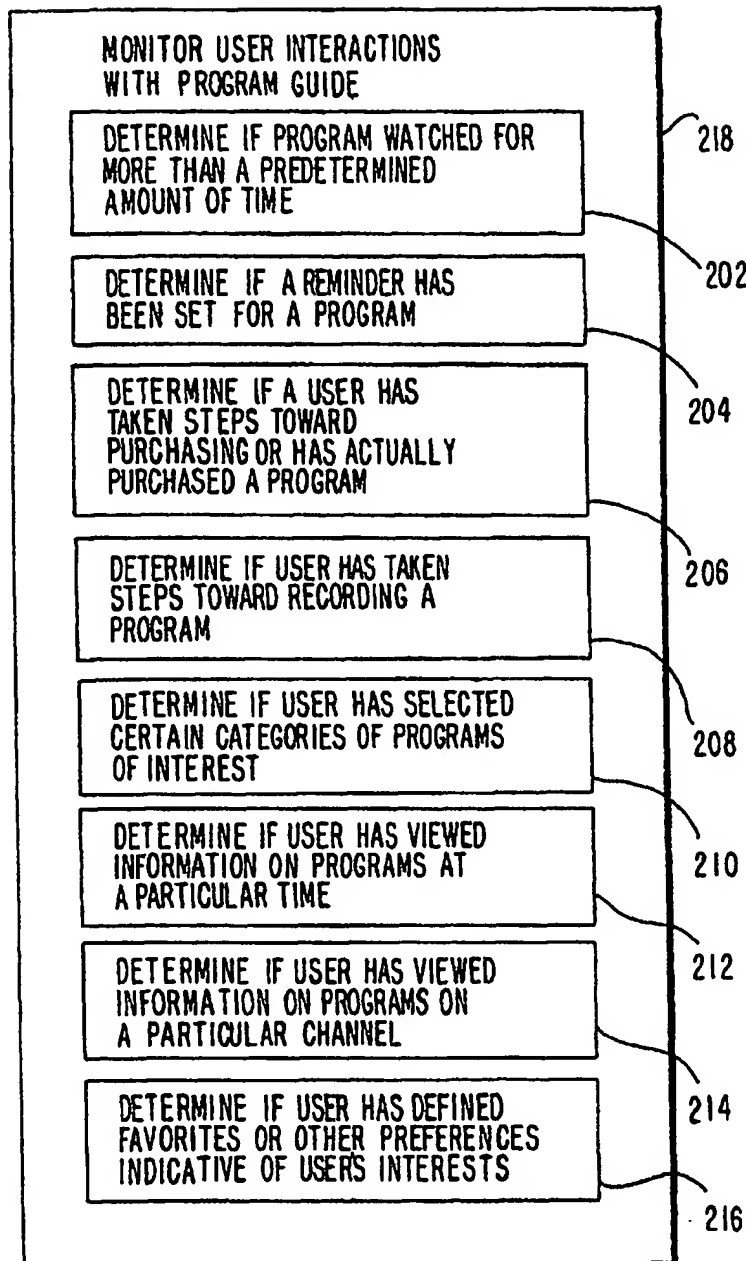 MONITOR USER INTERACTIONS
WITH PROGRAM GUIDE
218
DETERMINE IF PROGRAM WATCHED FOR
MORE THAN A PREDETERMINED
AMOUNT OF TIME
202
DETERMINE IF A REMINDER HAS
BEEN SET FOR A PROGRAM
204
DETERMINE IF A USER HAS
TAKEN STEPS TOWARD
PURCHASING OR HAS ACTUALLY
PURCHASED A PROGRAM
206
DETERMINE IF USER HAS TAKEN
STEPS TOWARD RECORDING A
PROGRAM
208
DETERMINE IF USER HAS SELECTED
CERTAIN CATEGORIES OF PROGRAMS
OF INTEREST
210
DETERMINE IF USER HAS VIEWED
INFORMATION ON PROGRAMS AT
A PARTICULAR TIME
212
DETERMINE IF USER HAS VIEWED
INFORMATION ON PROGRAMS ON
A PARTICULAR CHANNEL
214
DETERMINE IF USER HAS DEFINED
FAVORITES OR OTHER PREFERENCES
INDICATIVE OF USER'S INTERESTS
216